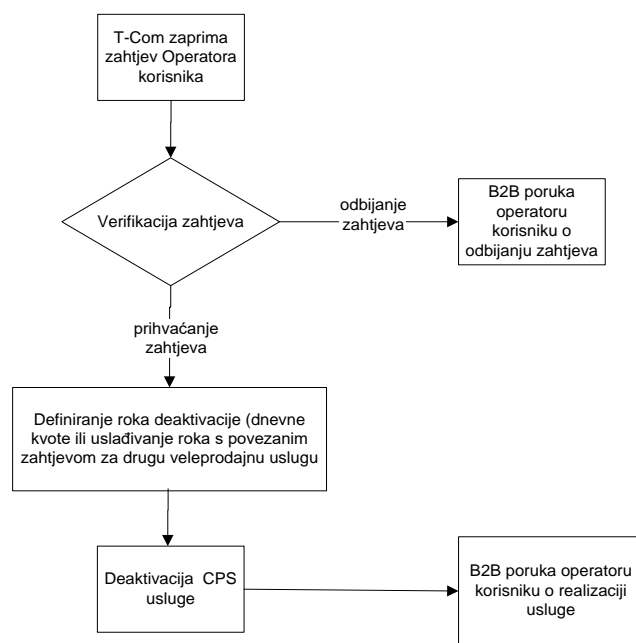 T-Com zaprima
zahtjev Operatora
korisnika
Verifikacija zahtjeva
odbijanje
zahtjeva
B2B poruka
operatoru
korisniku o
odbijanju zahtjeva
prihvaćanje
zahtjeva
Definiranje roka deaktivacije (dnevne
kvote ili uslađivanje roka s povezanim
zahtjevom za drugu veleprodajnu uslugu
Deaktivacija CPS
usluge
B2B poruka operatoru
korisniku o realizaciji
usluge